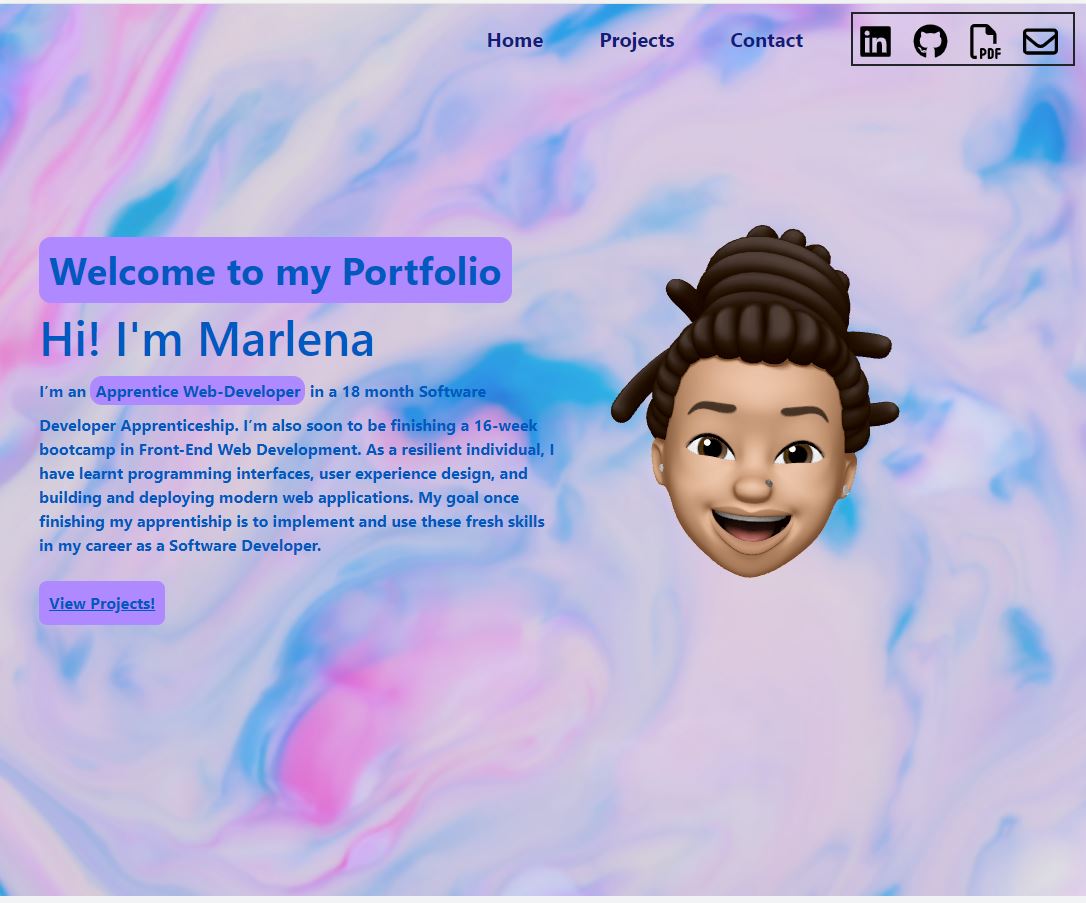 Home Projects Contact in PDF
Welcome to my Portfolio
Hi! I'm Marlena
I'm an Apprentice Web-Developer in a 18 month Software
Developer Apprenticeship. I'm also soon to be finishing a 16-week
bootcamp in Front-End Web Development. As a resilient individual, I
have learnt programming interfaces, user experience design, and
building and deploying modern web applications. My goal once
finishing my apprentiship is to implement and use these fresh skills
in my career as a Software Developer.
View Projects!